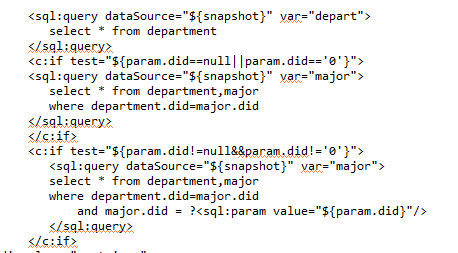 <sql:query dataSource="${snapshot}" var="depart">
select * from department
</sql:query>
<c:if test="${param.did==null||param.did=='0'}">
<sql:query dataSource="${snapshot}" var="major">
select * from department,major
where department.did=major.did
</sql:query>
</c:if>
<c:if test="${param.did!=null&&param.did!='0'}">
<sql:query dataSource="${snapshot}" var="major">
select * from department,major
where department.did=major.did
and major.did = ?<sql:param value="${param.did}"/>
</sql:query>
</c:if>